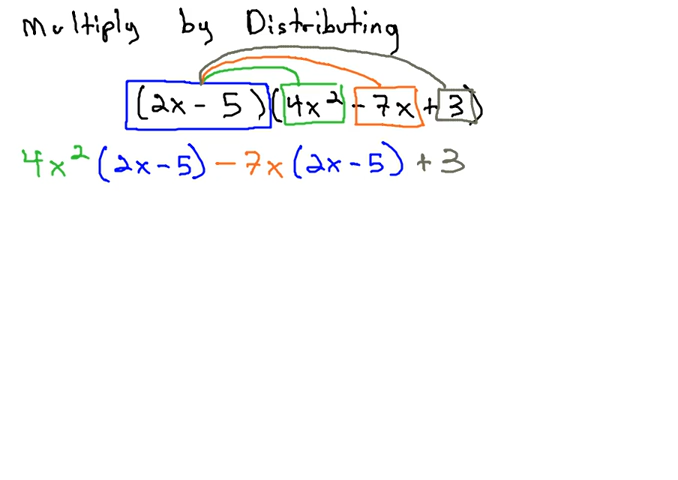 Multiply by Distributing
(2x - 5)(4x² - 7x + 3)
4x² (2x - 5) - 7x (2x - 5) + 3